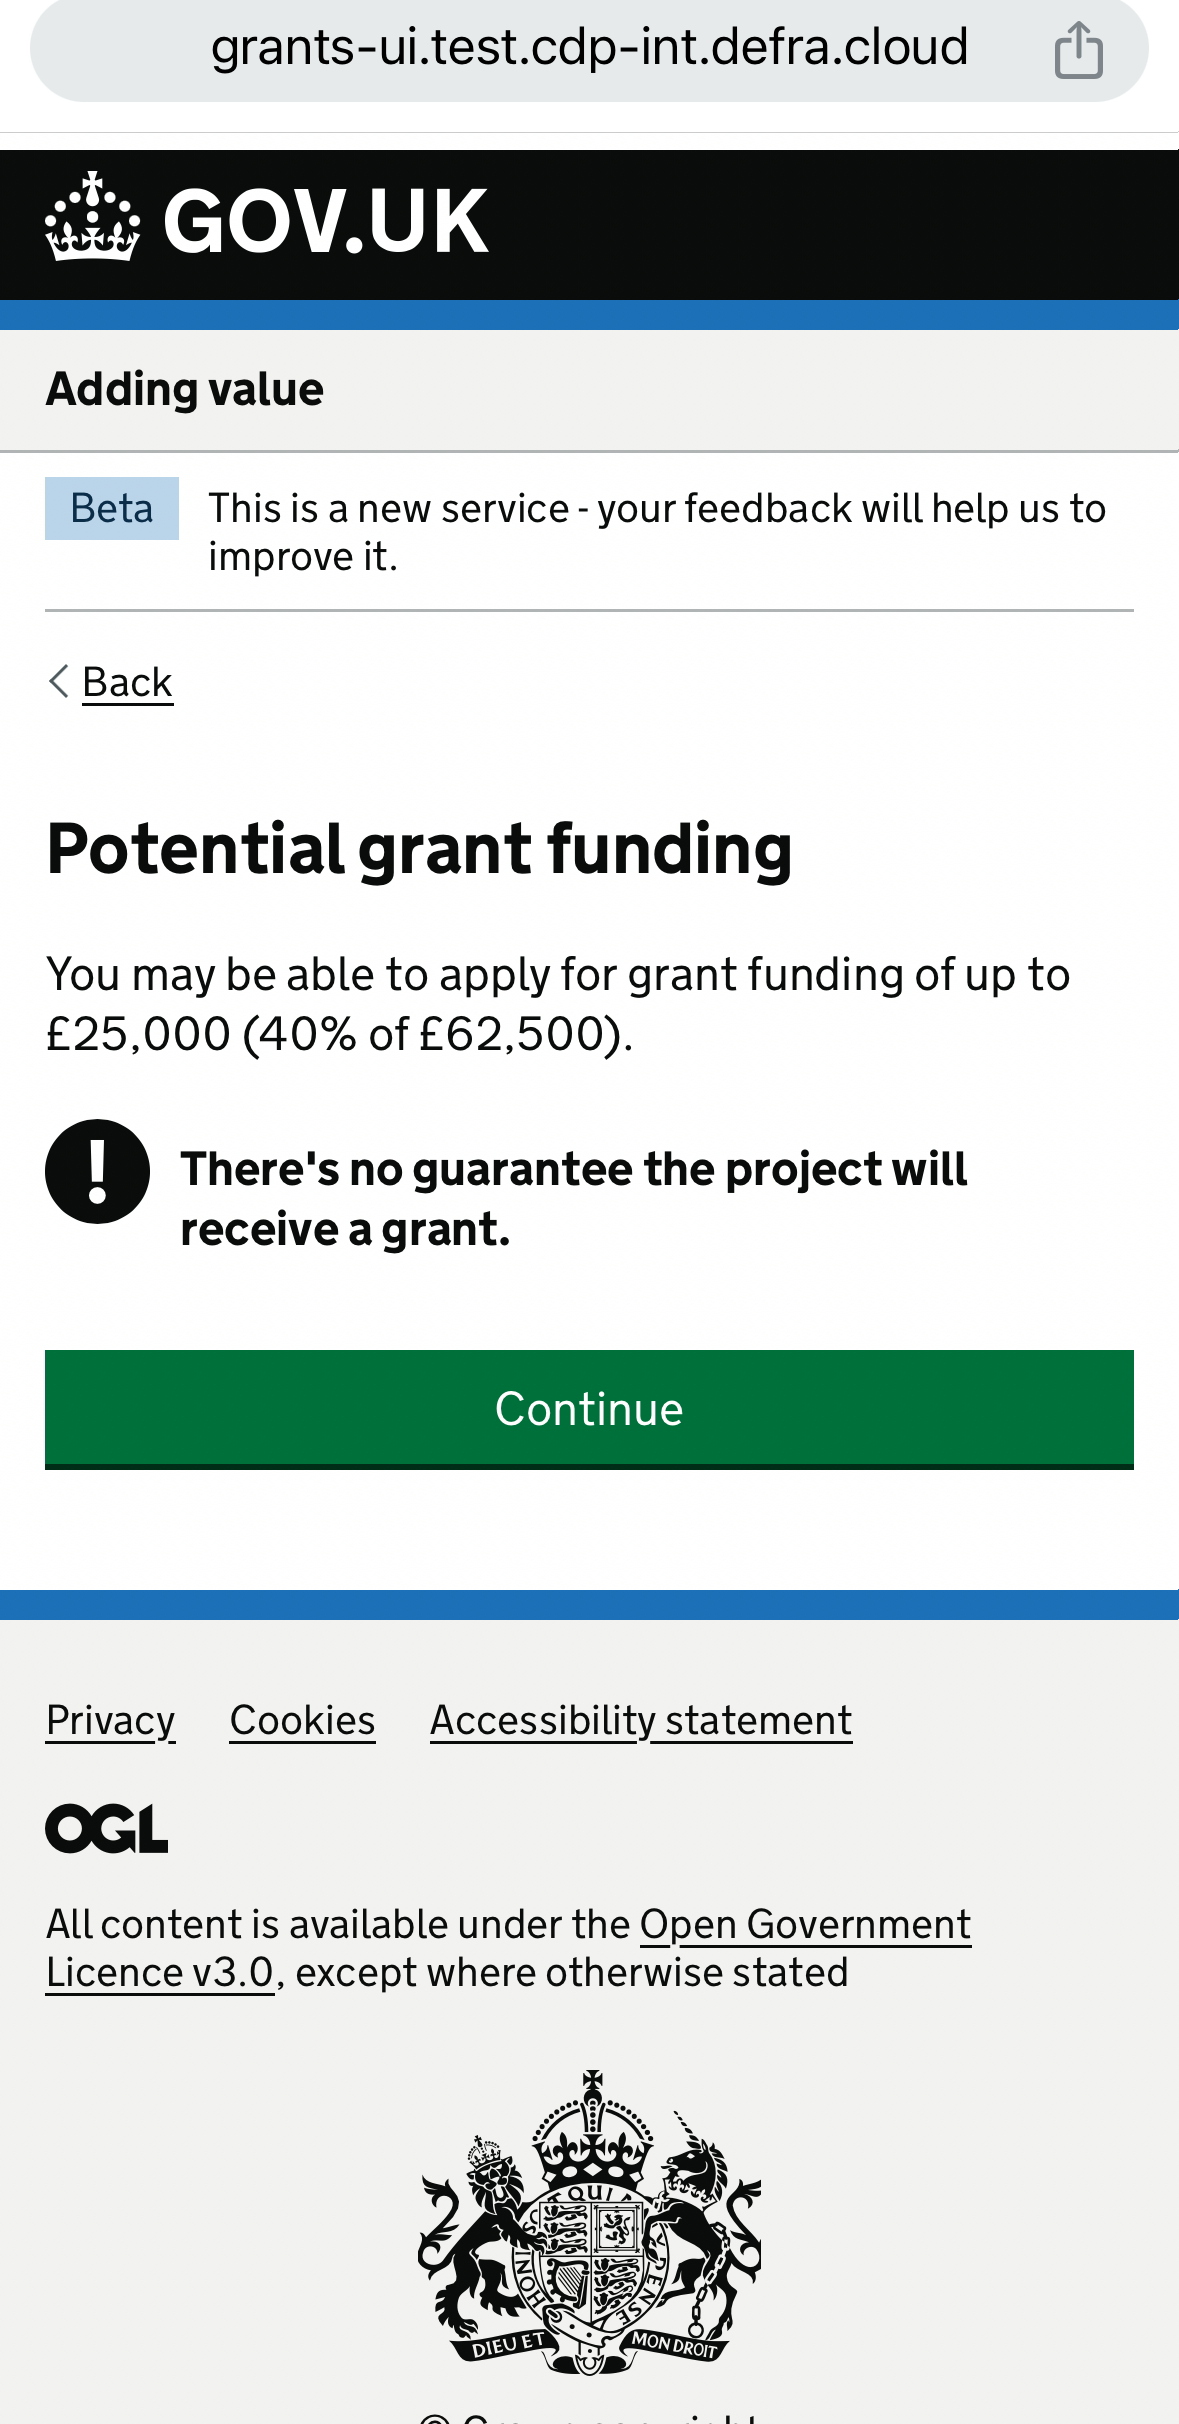 grants-ui.test.cdp-int.defra.cloud
GOV.UK
Adding value
Beta
This is a new service - your feedback will help us to
improve it.
Back
Potential grant funding
You may be able to apply for grant funding of up to
£25,000 (40% of £62,500).
!
There's no guarantee the project will
receive a grant.
Continue
Privacy Cookies Accessibility statement
OGL
All content is available under the Open Government
Licence v3.0, except where otherwise stated
QUI
HONI
DIEU ET MON DROIT
© Crown copyright